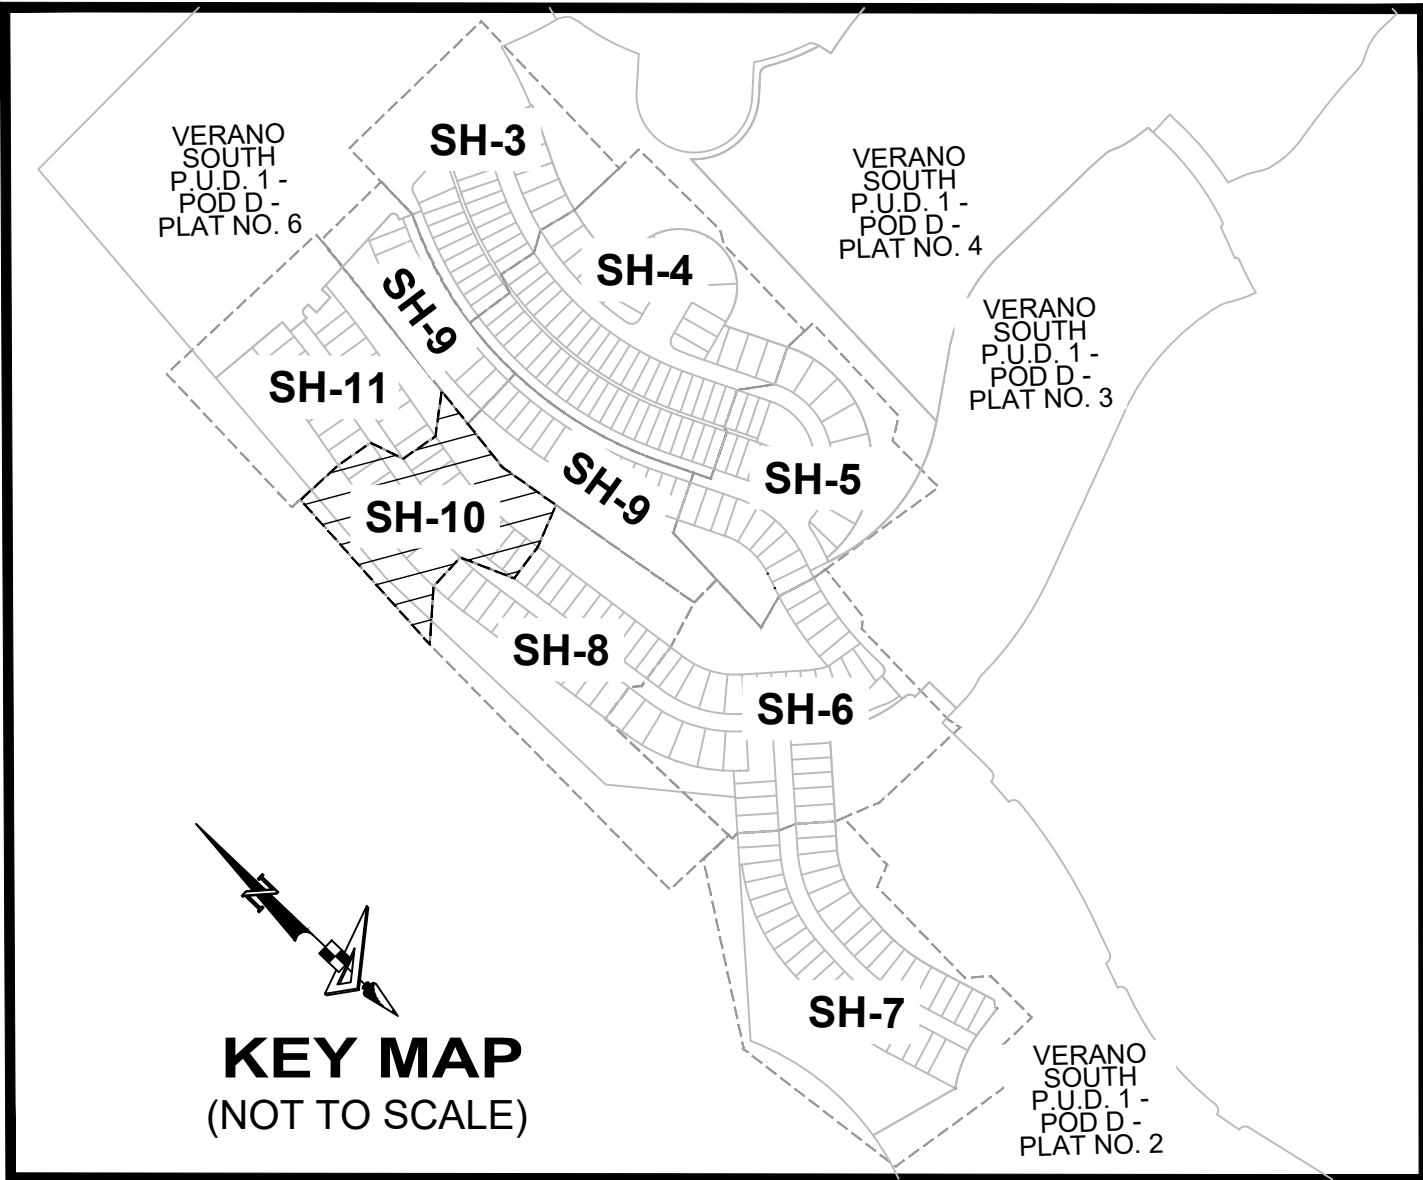 SH-3
VERANO
SOUTH
P.U.D. 1 -
POD D -
PLAT NO. 6
VERANO
SOUTH
P.U.D. 1 -
POD D -
PLAT NO. 4
SH-4
SH-9
VERANO
SOUTH
P.U.D. 1 -
POD D -
PLAT NO. 3
SH-11
SH-5
SH-9
SH-10
SH-8
SH-6
N
SH-7
KEY MAP
(NOT TO SCALE)
VERANO
SOUTH
P.U.D. 1 -
POD D -
PLAT NO. 2